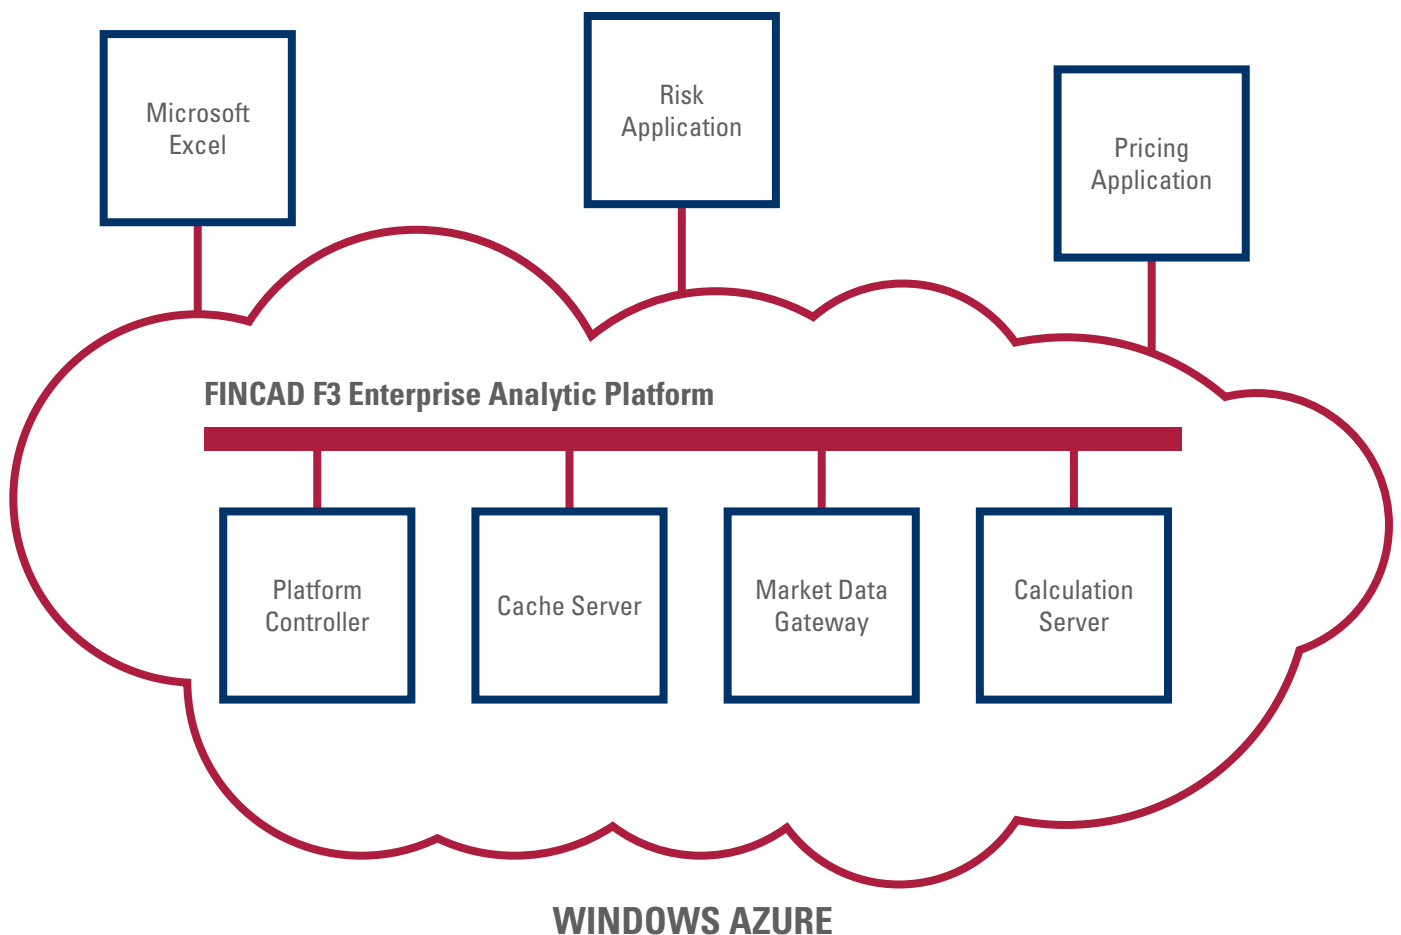 Microsoft
Excel
Risk
Application
Pricing
Application
FINCAD F3 Enterprise Analytic Platform
Platform
Controller
Cache Server
Market Data
Gateway
Calculation
Server
WINDOWS AZURE